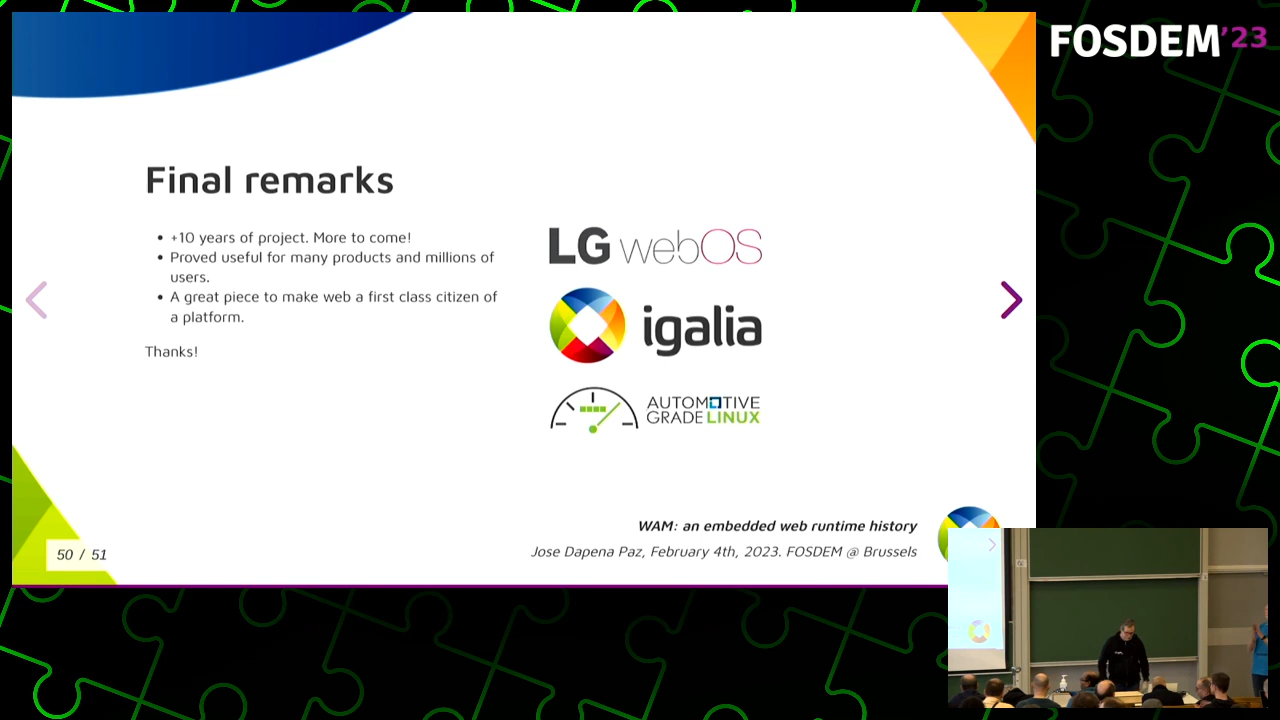 FOSDEM'23
Final remarks
+10 years of project. More to come!
Proved useful for many products and millions of
users.
A great piece to make web a first class citizen of
a platform.
Thanks!
LG webOS
igalia
AUTOMOTIVE
GRADE LINUX
WAM: an embedded web runtime history
Jose Dapena Paz, February 4th, 2023. FOSDEM @ Brussels
50 / 51